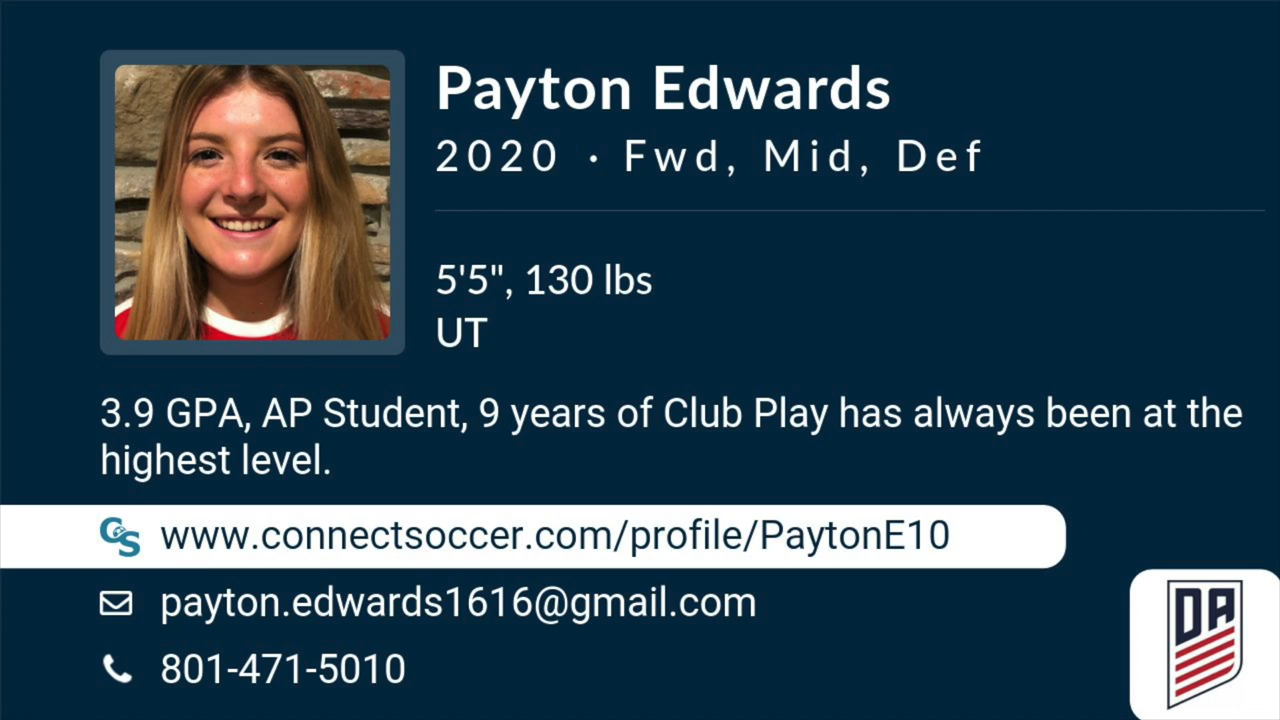 Payton Edwards
2020 · Fwd, Mid, Def
5'5", 130 lbs
UT
3.9 GPA, AP Student, 9 years of Club Play has always been at the
highest level.
CS www.connectsoccer.com/profile/PaytonE10
payton.edwards1616@gmail.com
801-471-5010
DA